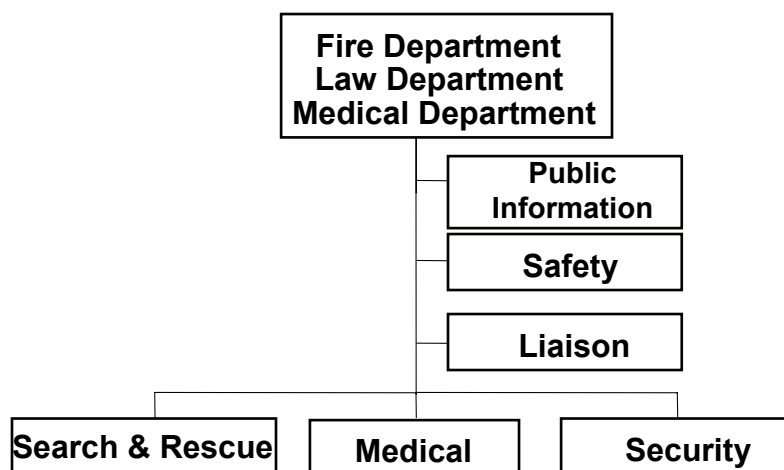 Fire Department
Law Department
Medical Department
Public
Information
Safety
Liaison
Search & Rescue
Medical
Security